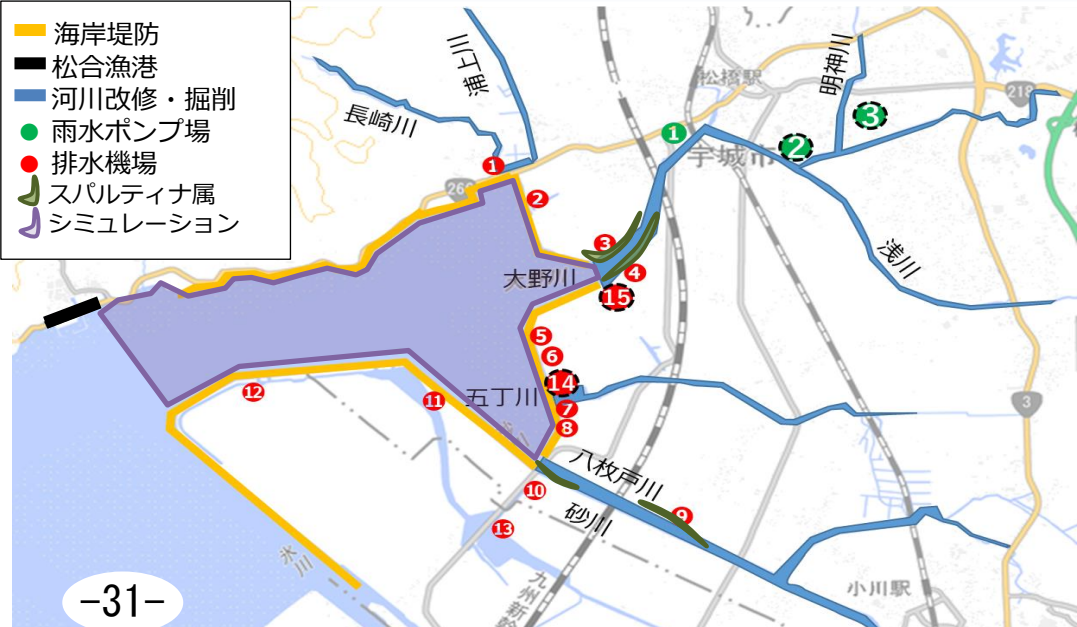 海岸堤防
松合漁港
河川改修・掘削
雨水ポンプ場
排水機場
スパルティナ属
シミュレーション
浦上川
長崎川
松橋駅
明神川
218
3
1
2
宇城市
1
266
2
浅川
3
大野川
4
15
5
6
14
3
12
11
五丁川
7
8
八枚戸川
10
9
砂川
13
氷川
小川駅
九州新幹
-31-